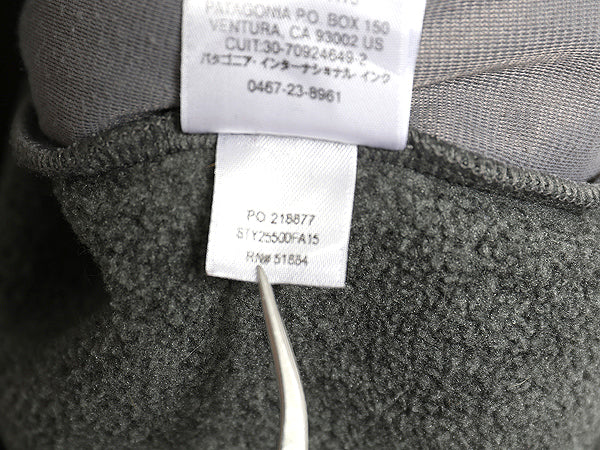 PATAGONIA P.O. BOX 150
VENTURA, CA 93002 US
CUIT:30-70924649-2
パタゴニア・インターナショナル・インク
0467-23-8961
PO 218877
STY25500FA15
RN# 51884